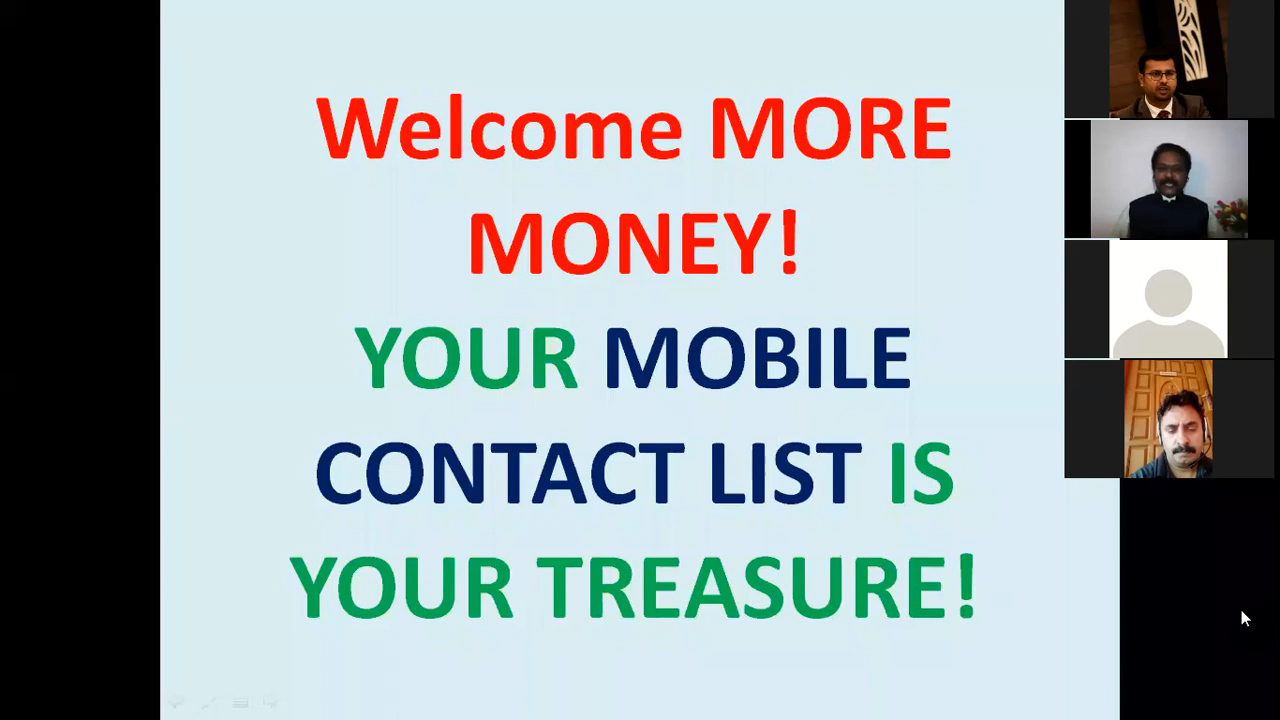 Welcome MORE
MONEY!
YOUR MOBILE
CONTACT LIST IS
YOUR TREASURE!